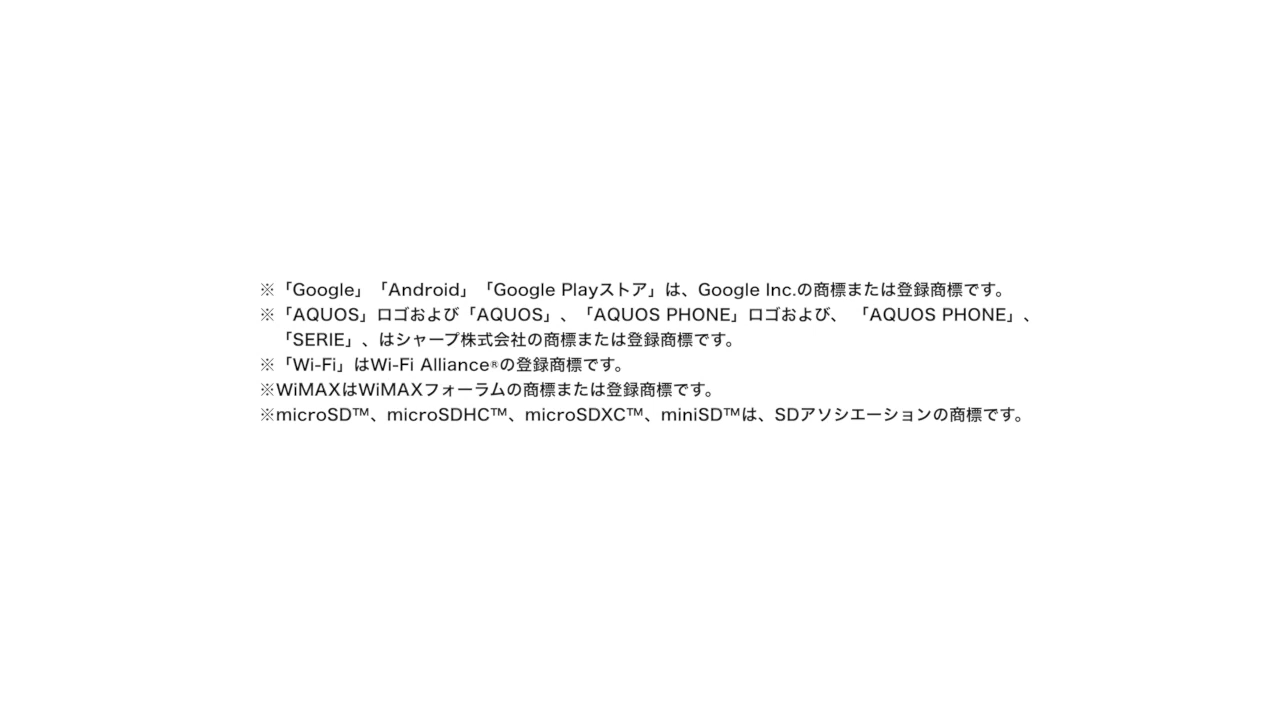 ※「Google」「Android」「Google Playストア」は、Google Inc.の商標または登録商標です。
※「AQUOS」ロゴおよび「AQUOS」、「AQUOS PHONE」ロゴおよび、 「AQUOS PHONE」、
「SERIE」、はシャープ株式会社の商標または登録商標です。
※「Wi-Fi」はWi-Fi Alliance®の登録商標です。
※WiMAXはWiMAXフォーラムの商標または登録商標です。
※microSD™、microSDHC™、microSDXC™、miniSD™は、SDアソシエーションの商標です。